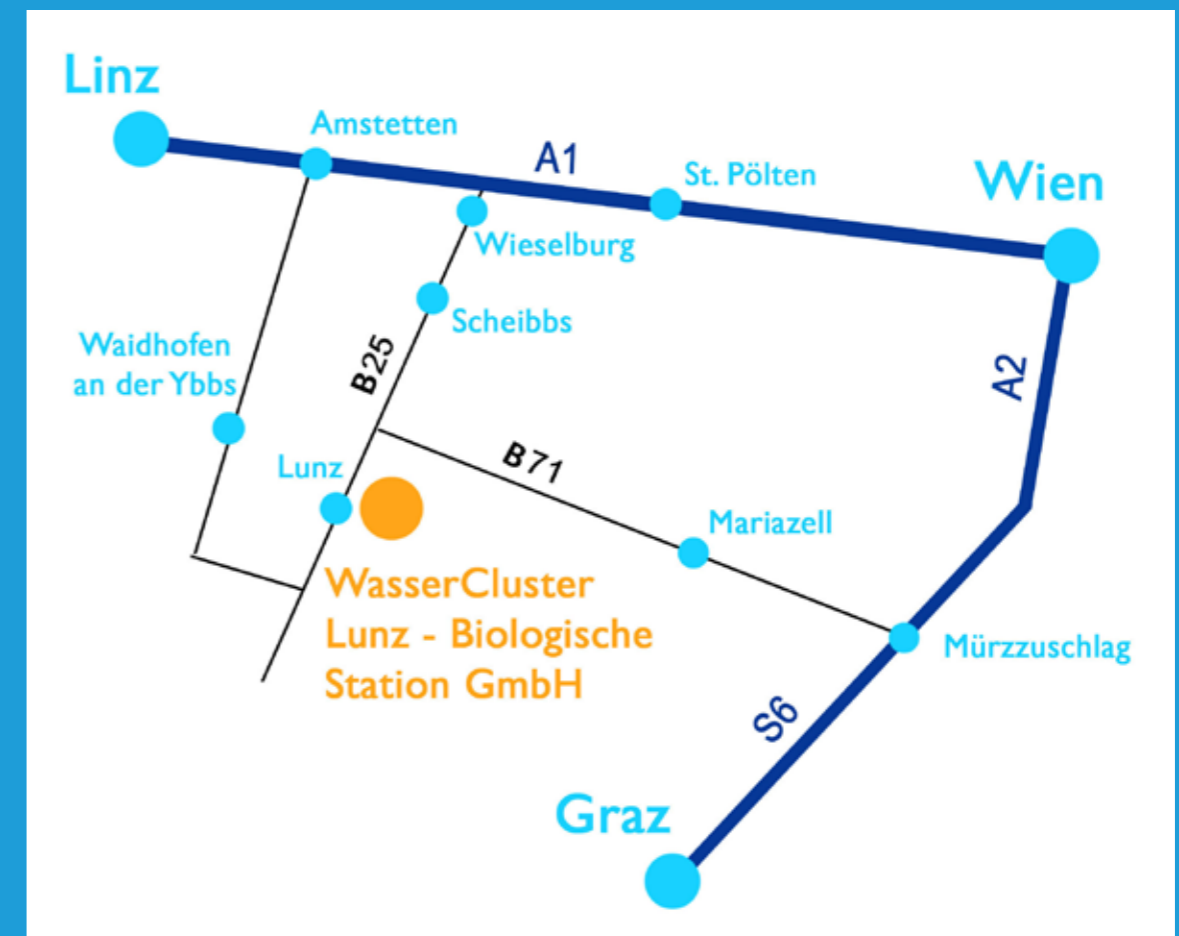 Linz
Amstetten
A1
St. Pölten
Wien
Wieselburg
Scheibbs
Waidhofen
an der Ybbs
B25
A2
B71
Lunz
Mariazell
WasserCluster
Lunz - Biologische
Station GmbH
Mürzzuschlag
S6
Graz